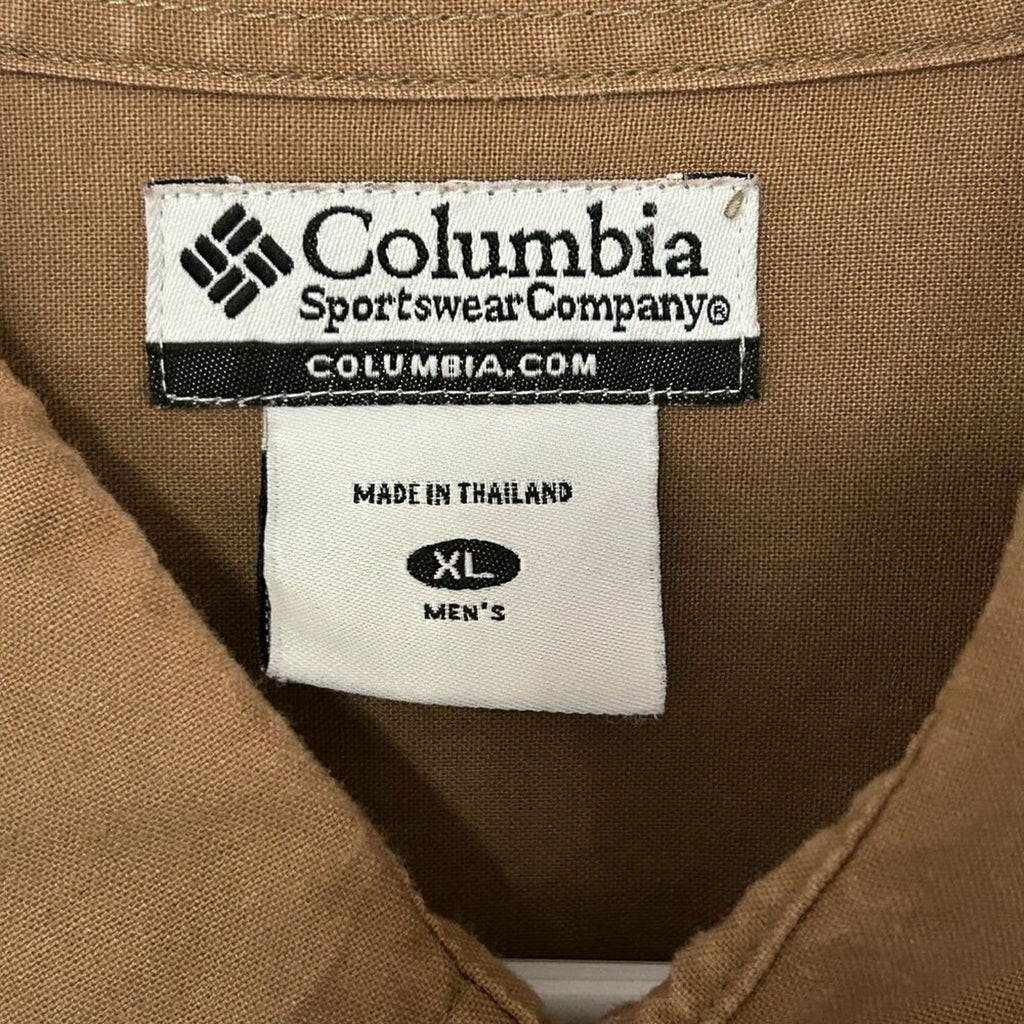 Columbia
Sportswear Company®
COLUMBIA.COM
MADE IN THAILAND
XL
MEN'S